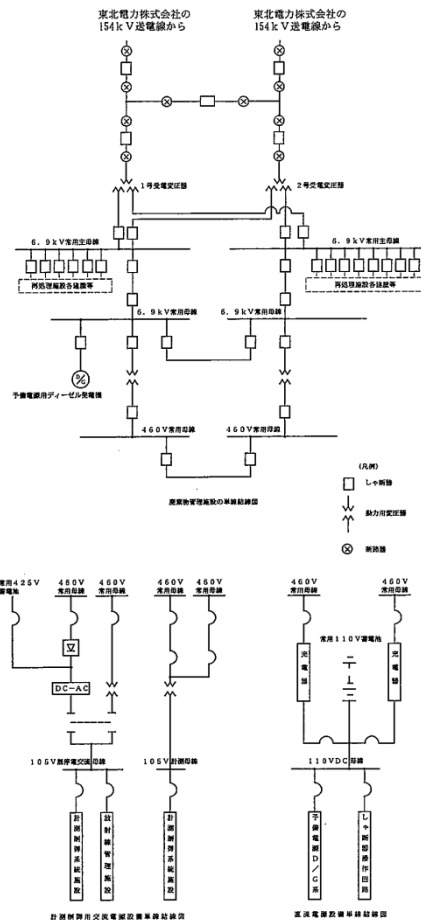 東北電力株式会社の
154kV送電線から
東北電力株式会社の
154kV送電線から
1号受電変圧器
2号受電変圧器
6.9kV常用主母線
6.9kV常用主母線
再処理施設各建屋等
再処理施設各建屋等
6.9kV常用母線
6.9kV常用母線
D/G
予備電源用ディーゼル発電機
460V常用母線
460V常用母線
廃棄物管理施設の単線結線図
(凡例)
しゃ断器
動力用変圧器
断路器
常用425V
蓄電池
460V
常用母線
460V
常用母線
460V
常用母線
460V
常用母線
DC-AC
105V無停電交流母線
105V計測母線
計測制御系統施設
放射線管理施設
計測制御系統施設
計測制御用交流電源設備単線結線図
460V
常用母線
460V
常用母線
常用110V蓄電池
充電器
充電器
110VDC母線
予備電源D/G系
しゃ断器操作回路
直流電源設備単線結線図